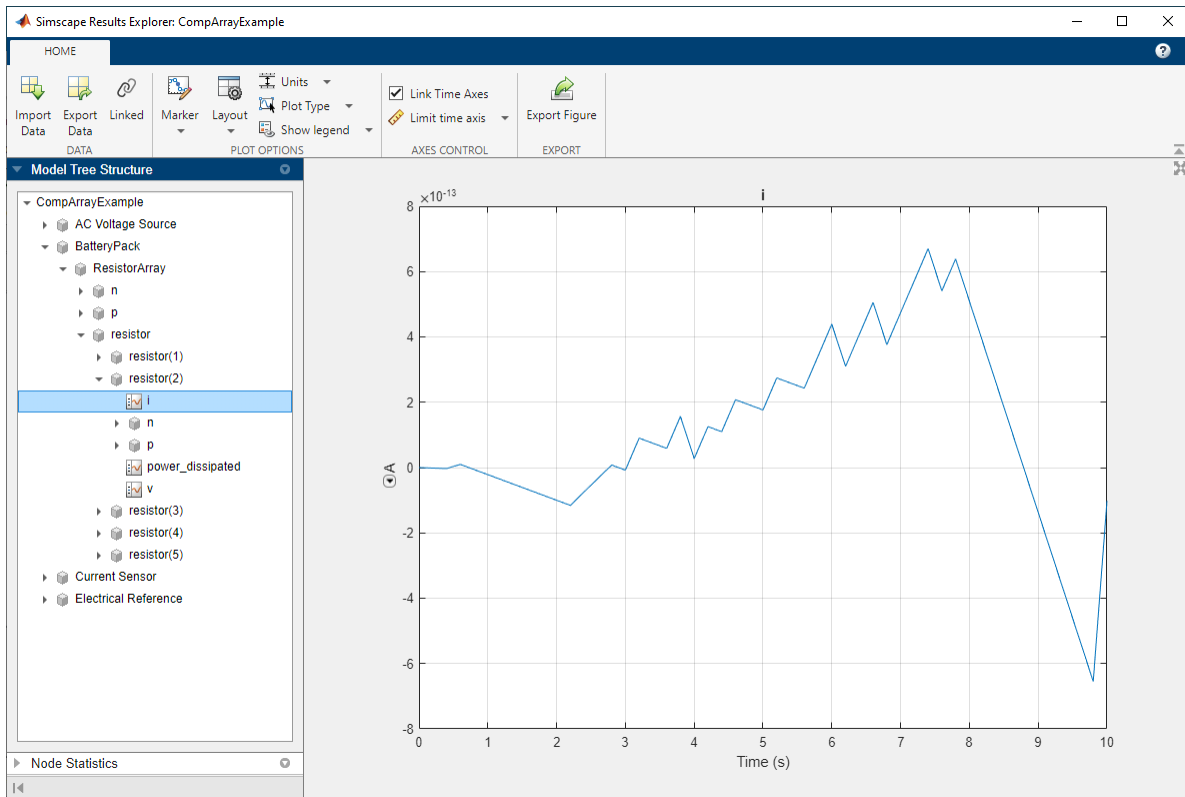 Simscape Results Explorer: CompArrayExample
HOME
Import Data
Export Data
Linked
Marker
Layout
Units
Plot Type
Show legend
Link Time Axes
Limit time axis
Export Figure
DATA
PLOT OPTIONS
AXES CONTROL
EXPORT
Model Tree Structure
CompArrayExample
AC Voltage Source
BatteryPack
ResistorArray
n
p
resistor
resistor(1)
resistor(2)
i
n
p
power_dissipated
v
resistor(3)
resistor(4)
resistor(5)
Current Sensor
Electrical Reference
Node Statistics
i
×10-13
8
6
4
2
0
-2
-4
-6
-8
A
0 1 2 3 4 5 6 7 8 9 10
Time (s)